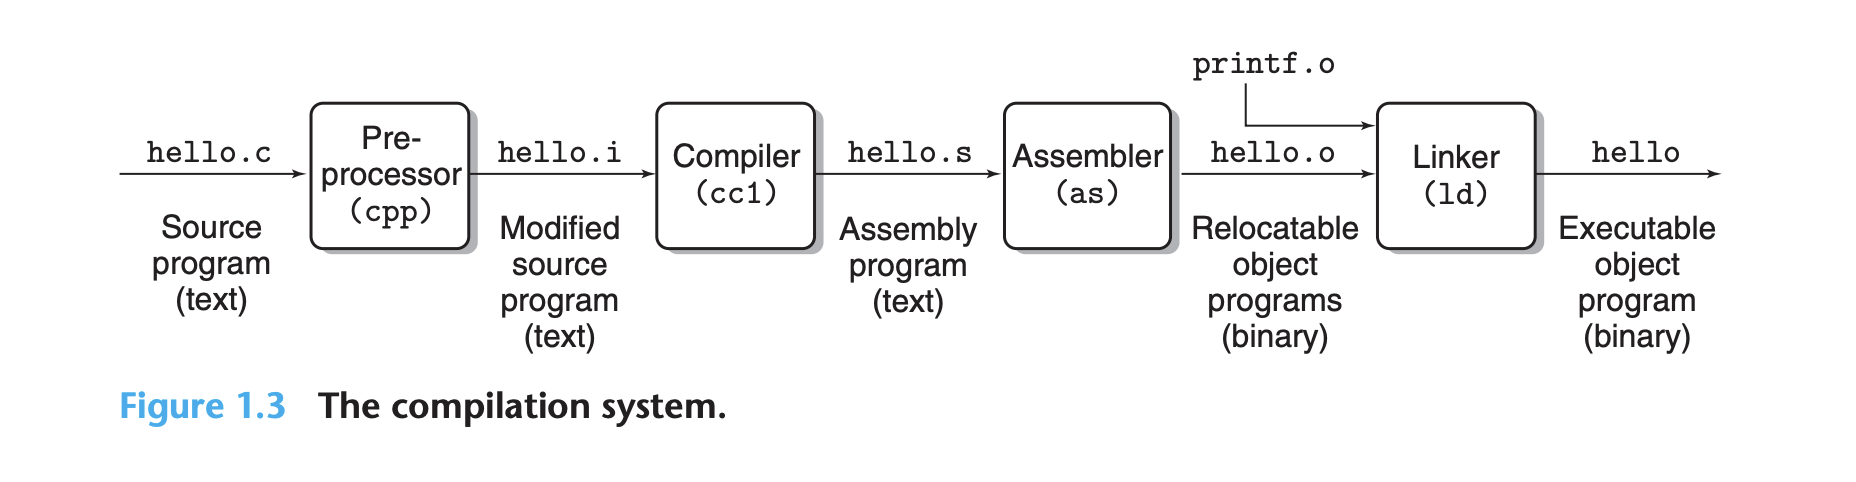 printf.o
hello.c
Pre-
processor
(cpp)
hello.i
Compiler
(cc1)
hello.s
Assembler
(as)
hello.o
Linker
(ld)
hello
Source
program
(text)
Modified
source
program
(text)
Assembly
program
(text)
Relocatable
object
programs
(binary)
Executable
object
program
(binary)
Figure 1.3 The compilation system.